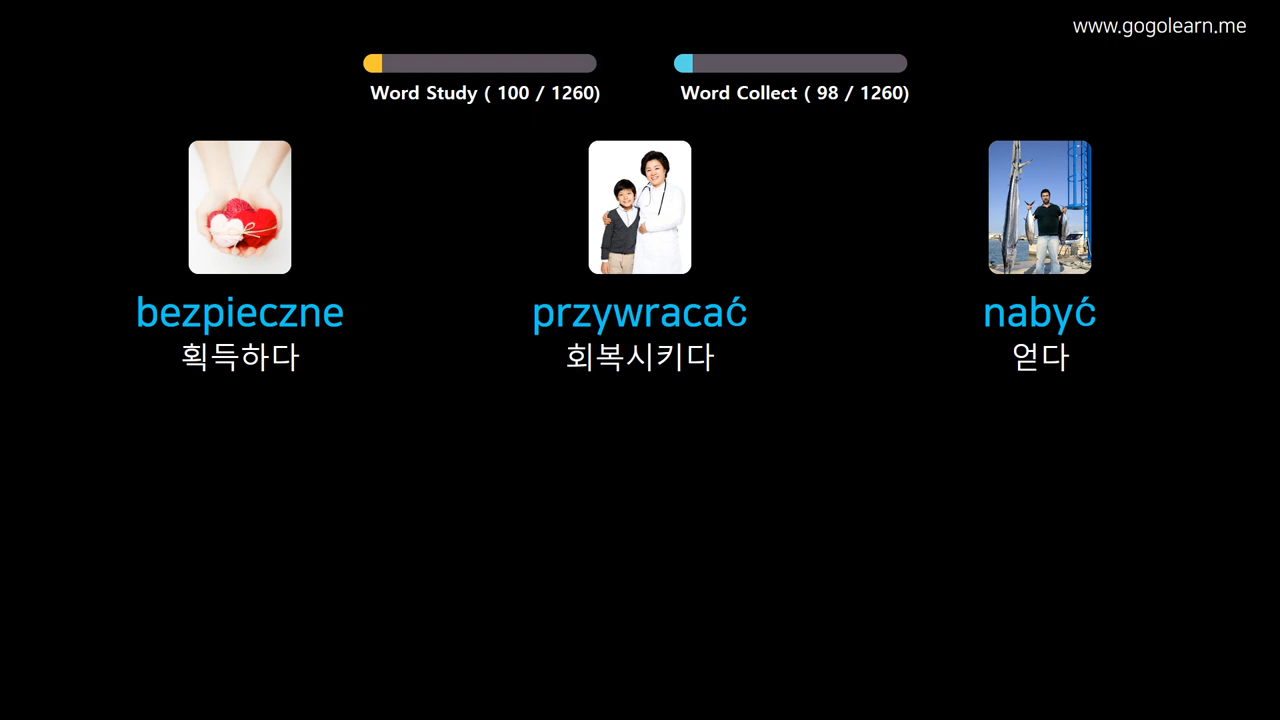 www.gogolearn.me
Word Study ( 100 / 1260)
Word Collect ( 98 / 1260)
bezpieczne
획득하다
przywracać
회복시키다
nabyć
얻다